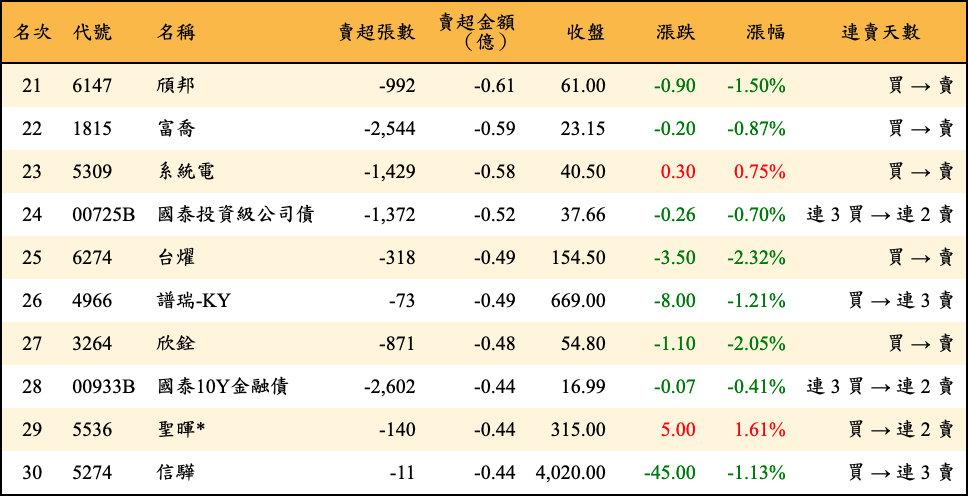 名次 代號 名稱 賣超張數 賣超金額（億） 收盤 漲跌 漲幅 連賣天數
21 6147 頎邦 -992 -0.61 61.00 -0.90 -1.50% 買 → 賣
22 1815 富喬 -2,544 -0.59 23.15 -0.20 -0.87% 買 → 賣
23 5309 系統電 -1,429 -0.58 40.50 0.30 0.75% 買 → 賣
24 00725B 國泰投資級公司債 -1,372 -0.52 37.66 -0.26 -0.70% 連 3 買 → 連 2 賣
25 6274 台燿 -318 -0.49 154.50 -3.50 -2.32% 買 → 賣
26 4966 譜瑞-KY -73 -0.49 669.00 -8.00 -1.21% 買 → 連 3 賣
27 3264 欣銓 -871 -0.48 54.80 -1.10 -2.05% 買 → 賣
28 00933B 國泰10Y金融債 -2,602 -0.44 16.99 -0.07 -0.41% 連 3 買 → 連 2 賣
29 5536 聖暉* -140 -0.44 315.00 5.00 1.61% 買 → 連 2 賣
30 5274 信驊 -11 -0.44 4,020.00 -45.00 -1.13% 買 → 連 3 賣